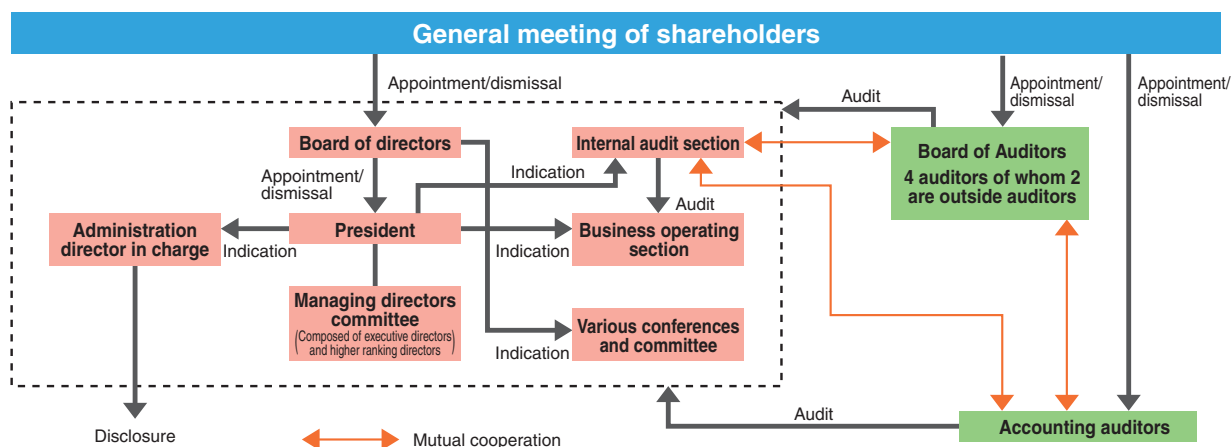 General meeting of shareholders
Appointment/dismissal
Appointment/
dismissal
Appointment/
dismissal
Audit
Board of directors
Internal audit section
Board of Auditors
4 auditors of whom 2
are outside auditors
Appointment/
dismissal
Indication
Audit
Administration
director in charge
Indication
President
Indication
Business operating
section
Managing directors
committee
(Composed of executive directors
and higher ranking directors)
Indication
Various conferences
and committee
Disclosure
Mutual cooperation
Audit
Accounting auditors